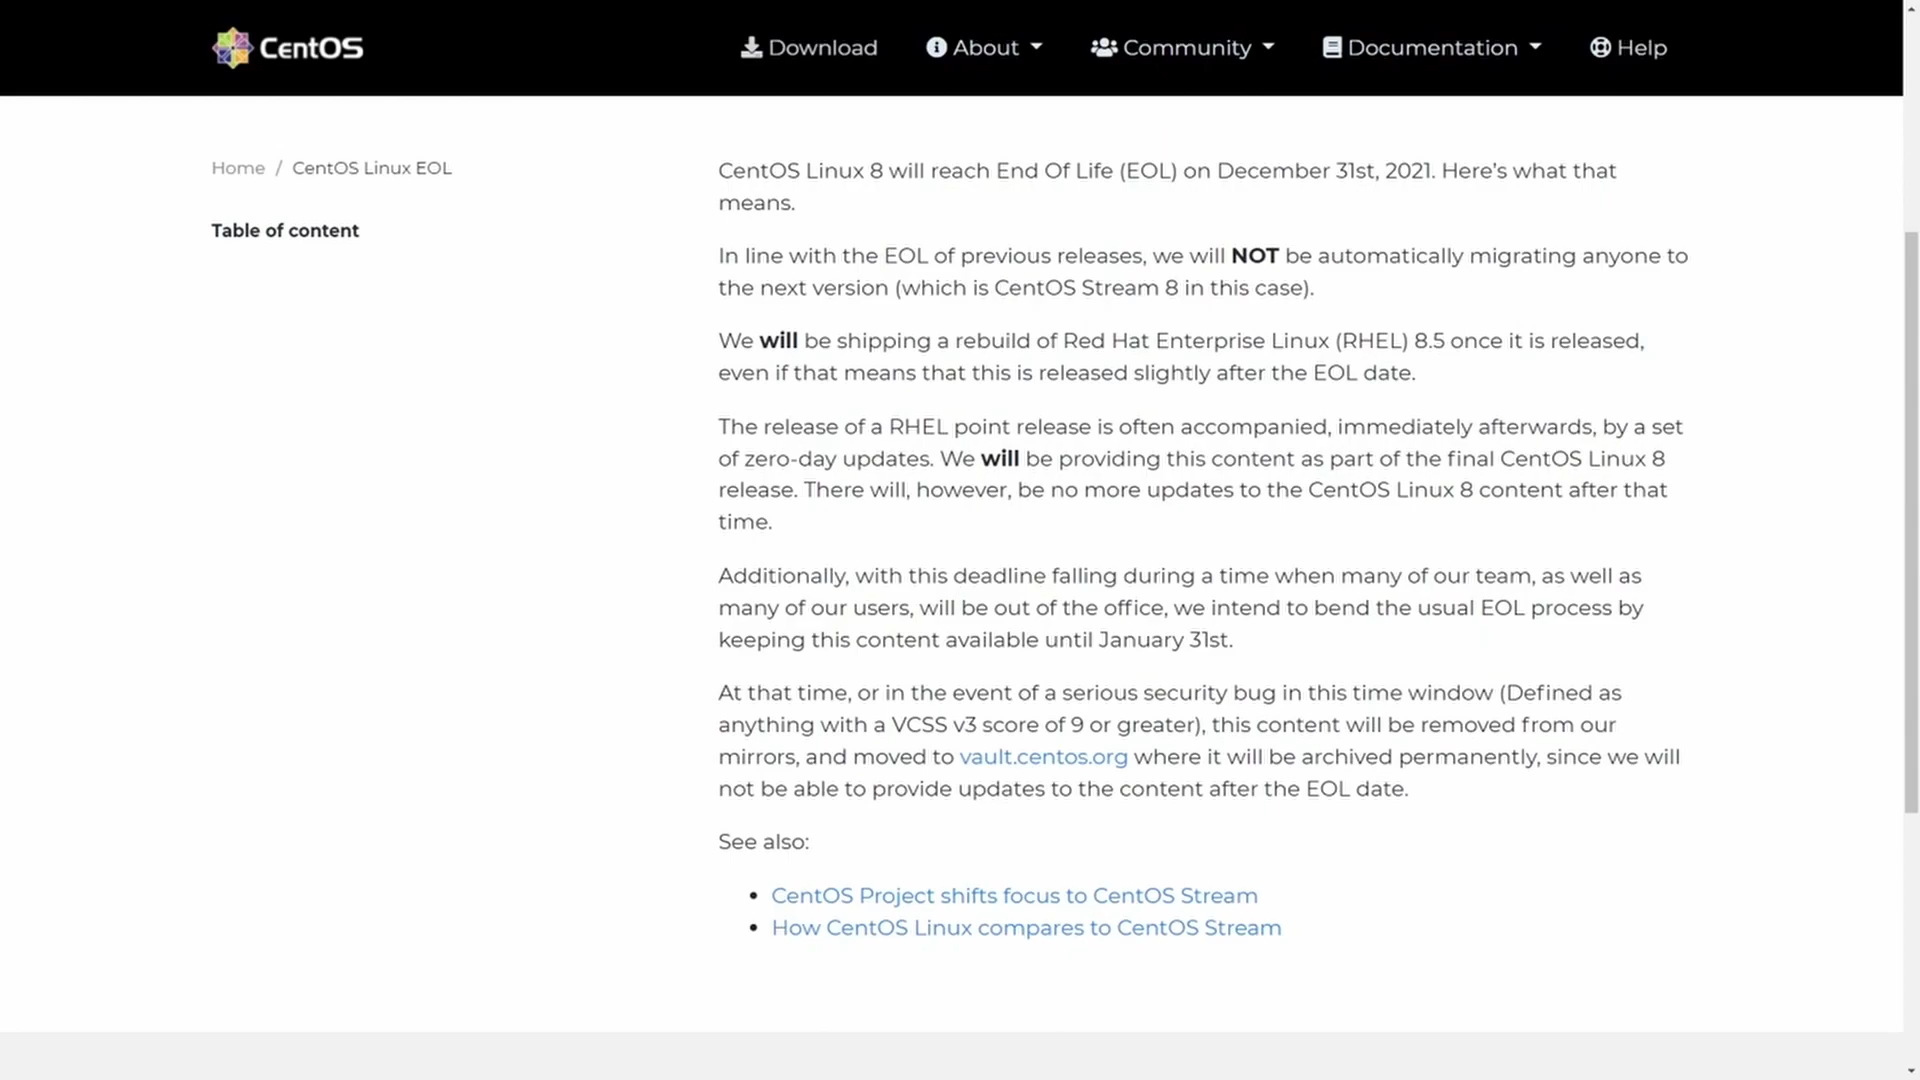 CentOS
Download
About
Community
Documentation
Help
Home / CentOS Linux EOL
Table of content
CentOS Linux 8 will reach End Of Life (EOL) on December 31st, 2021. Here's what that
means.
In line with the EOL of previous releases, we will NOT be automatically migrating anyone to
the next version (which is CentOS Stream 8 in this case).
We will be shipping a rebuild of Red Hat Enterprise Linux (RHEL) 8.5 once it is released,
even if that means that this is released slightly after the EOL date.
The release of a RHEL point release is often accompanied, immediately afterwards, by a set
of zero-day updates. We will be providing this content as part of the final CentOS Linux 8
release. There will, however, be no more updates to the CentOS Linux 8 content after that
time.
Additionally, with this deadline falling during a time when many of our team, as well as
many of our users, will be out of the office, we intend to bend the usual EOL process by
keeping this content available until January 31st.
At that time, or in the event of a serious security bug in this time window (Defined as
anything with a VCSS v3 score of 9 or greater), this content will be removed from our
mirrors, and moved to vault.centos.org where it will be archived permanently, since we will
not be able to provide updates to the content after the EOL date.
See also:
• CentOS Project shifts focus to CentOS Stream
• How CentOS Linux compares to CentOS Stream